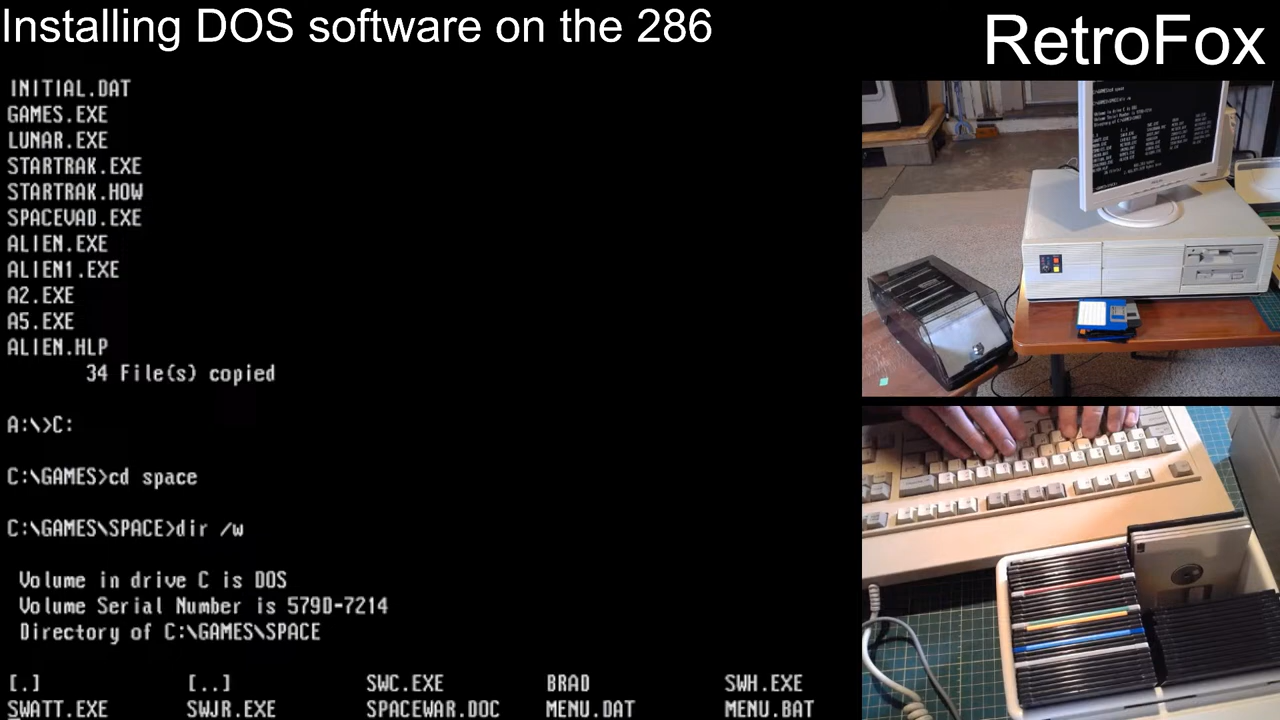 Installing DOS software on the 286
RetroFox
INITIAL.DAT
GAMES.EXE
LUNAR.EXE
STARTRAK.EXE
STARTRAK.HOW
SPACEVAD.EXE
ALIEN.EXE
ALIEN1.EXE
A2.EXE
A5.EXE
ALIEN.HLP
34 File(s) copied
A:\>C:
C:\GAMES>cd space
C:\GAMES\SPACE>dir /w
Volume in drive C is DOS
Volume Serial Number is 579D-7214
Directory of C:\GAMES\SPACE
[.] [..] SWC.EXE BRAD SWH.EXE
SWATT.EXE SWJR.EXE SPACEWAR.DOC MENU.DAT MENU.BAT